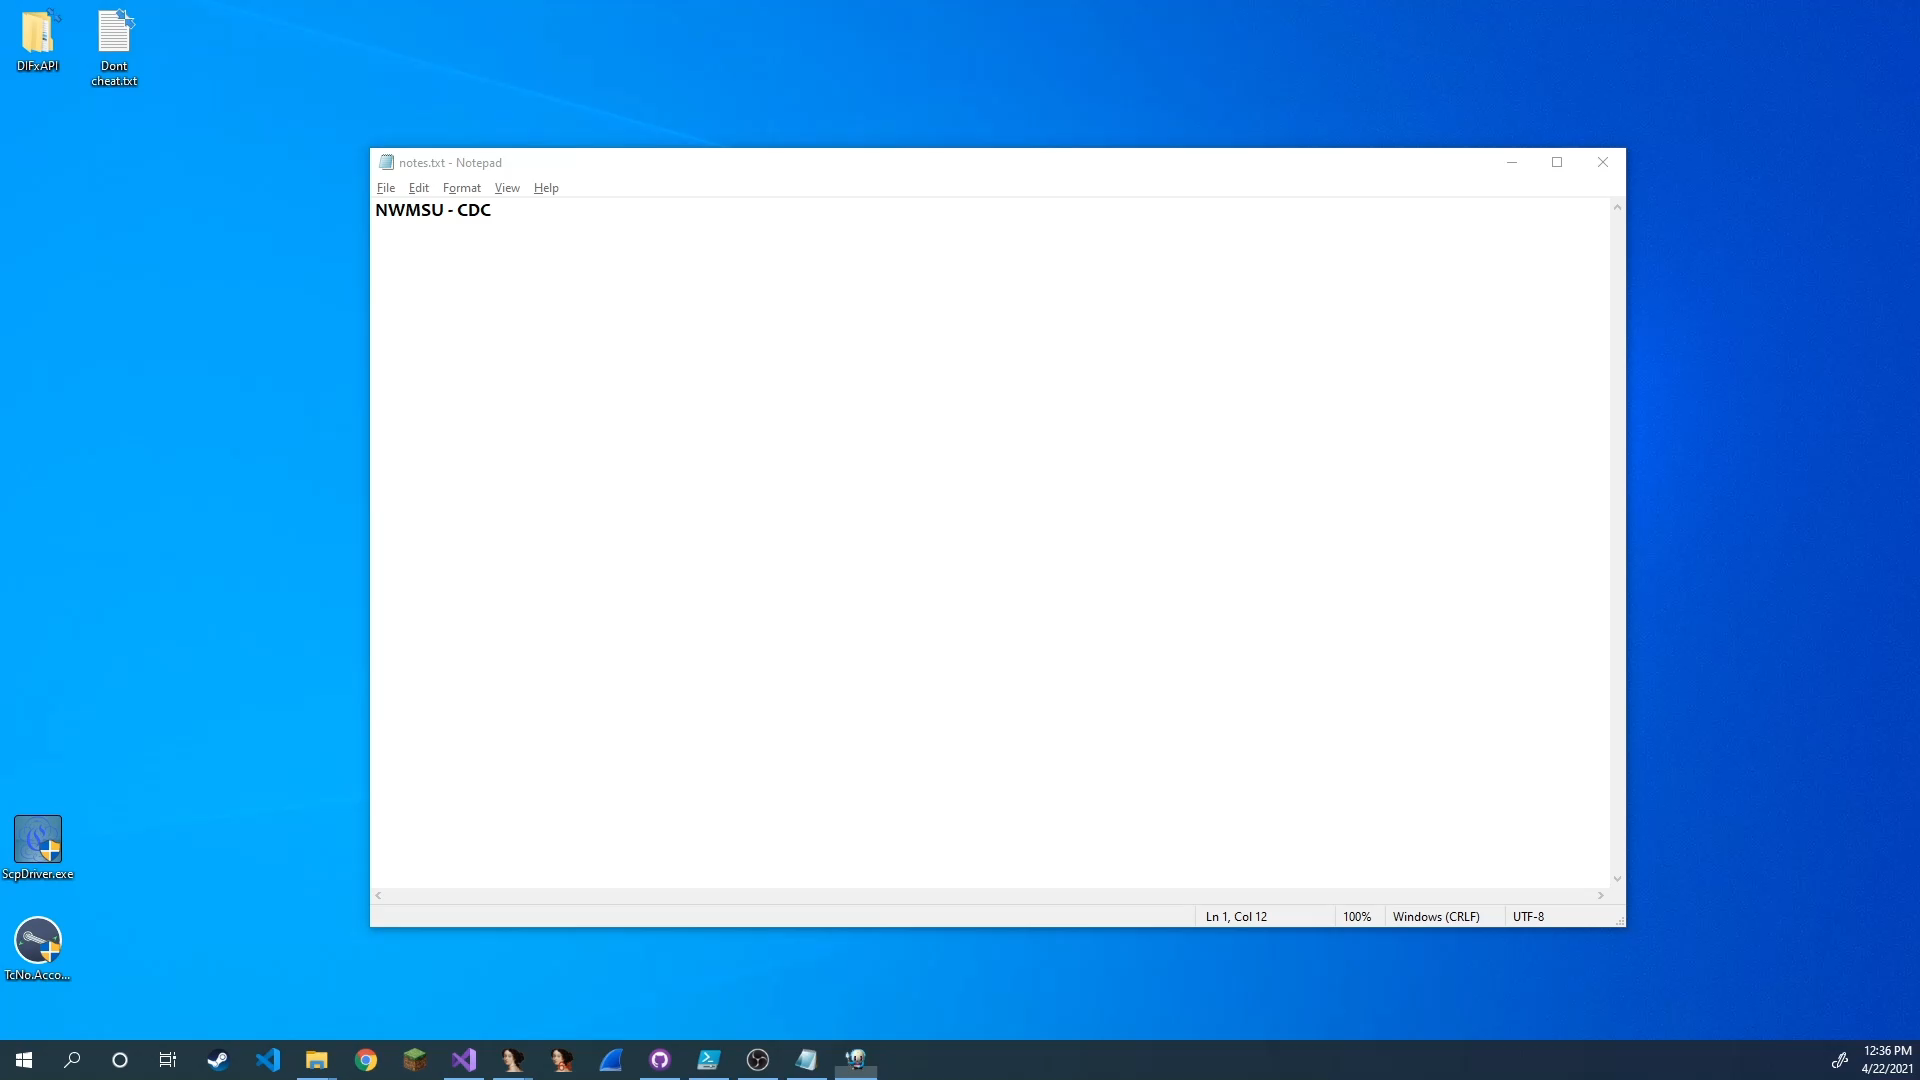 DIFxAPI
Dont
cheat.txt
notes.txt - Notepad
File Edit Format View Help
NWMSU - CDC
ScpDriver.exe
TcNo.Acco...
Ln 1, Col 12 100% Windows (CRLF) UTF-8
12:36 PM
4/22/2021